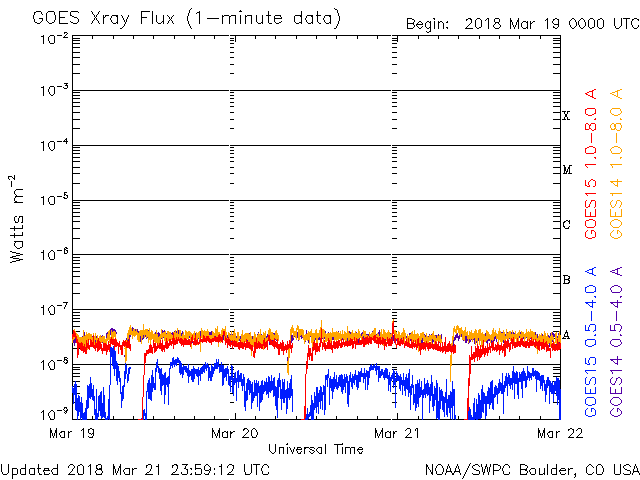 GOES Xray Flux (1-minute data)
Begin: 2018 Mar 19 0000 UTC
10⁻²
10⁻³
10⁻⁴
10⁻⁵
10⁻⁶
10⁻⁷
10⁻⁸
10⁻⁹
Watts m⁻²
X
M
C
B
A
GOES15 1.0-8.0 A
GOES14 1.0-8.0 A
GOES15 0.5-4.0 A
GOES14 0.5-4.0 A
Mar 19
Mar 20
Mar 21
Mar 22
Universal Time
Updated 2018 Mar 21 23:59:12 UTC
NOAA/SWPC Boulder, CO USA